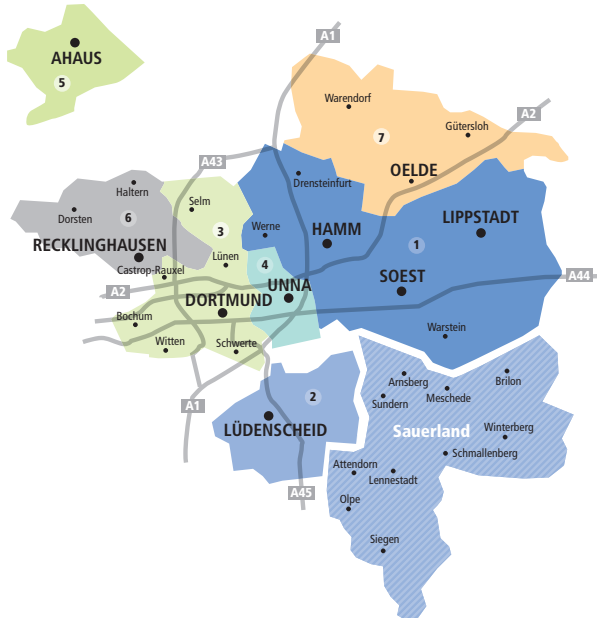 A1
AHAUS
5
Warendorf
A2
7
Gütersloh
A43
OELDE
Drensteinfurt
Haltern
Selm
LIPPSTADT
Dorsten
6
3
Werne
HAMM
1
RECKLINGHAUSEN
Lünen
4
Castrop-Rauxel
SOEST
A44
UNNA
A2
DORTMUND
Bochum
Warstein
Witten
Schwerte
Arnsberg
Brilon
Meschede
2
Sundern
A1
LÜDENSCHEID
Sauerland
Winterberg
Schmallenberg
Attendorn
Lennestadt
A45
Olpe
Siegen